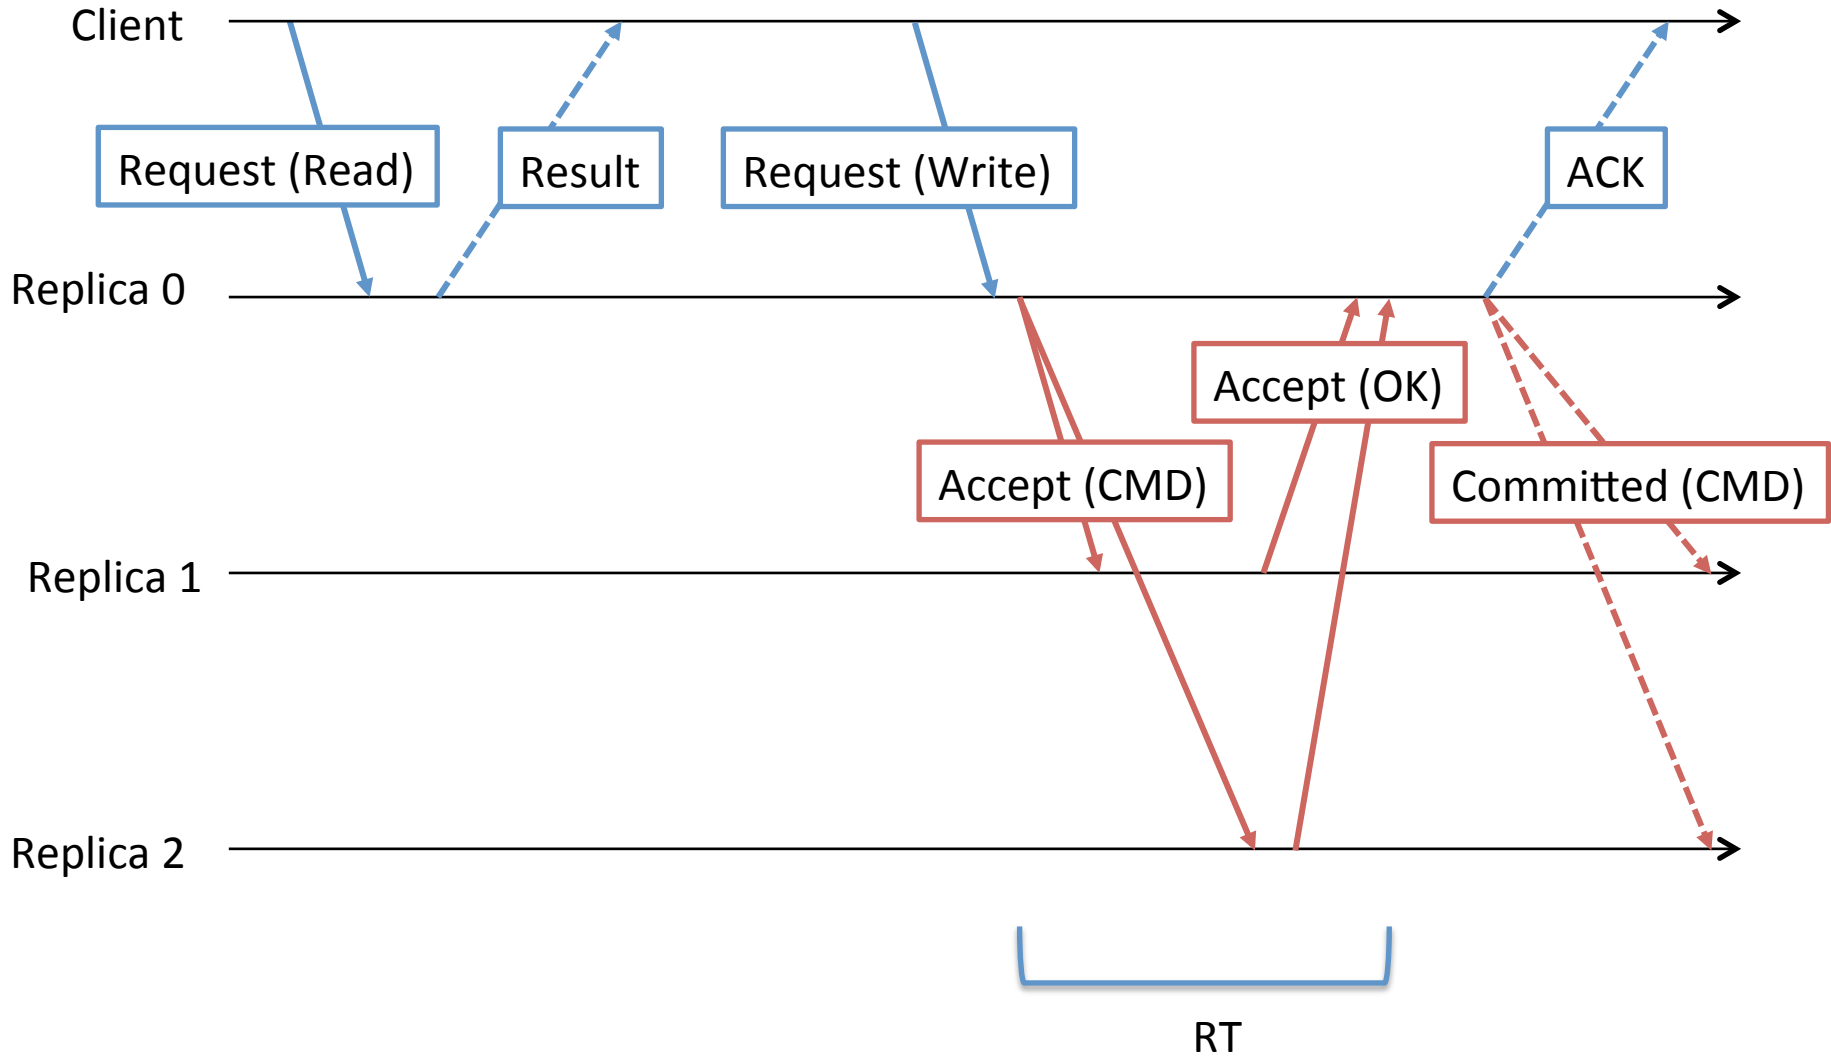 Client
Request (Read)
Result
Request (Write)
ACK
Replica 0
Accept (OK)
Accept (CMD)
Committed (CMD)
Replica 1
Replica 2
RT